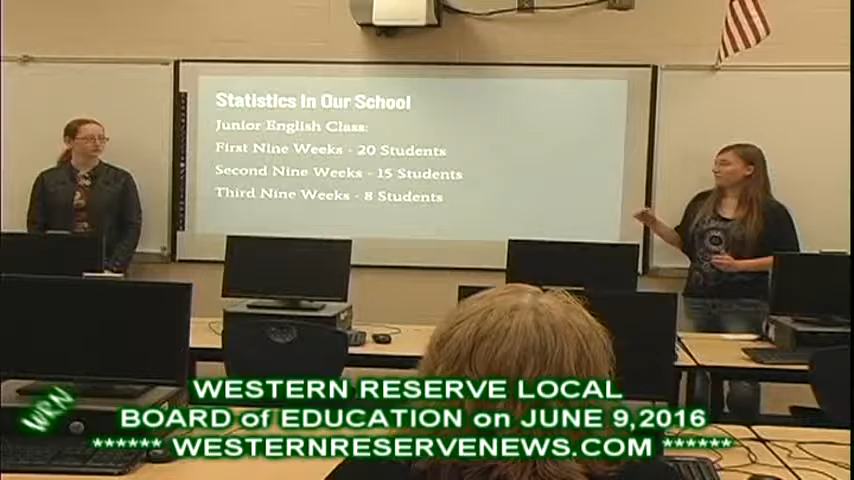 Statistics In Our School
Junior English Class:
First Nine Weeks - 20 Students
Second Nine Weeks - 15 Students
Third Nine Weeks - 8 Students
WRN
WESTERN RESERVE LOCAL
BOARD of EDUCATION on JUNE 9,2016
****** WESTERNRESERVENEWS.COM ******